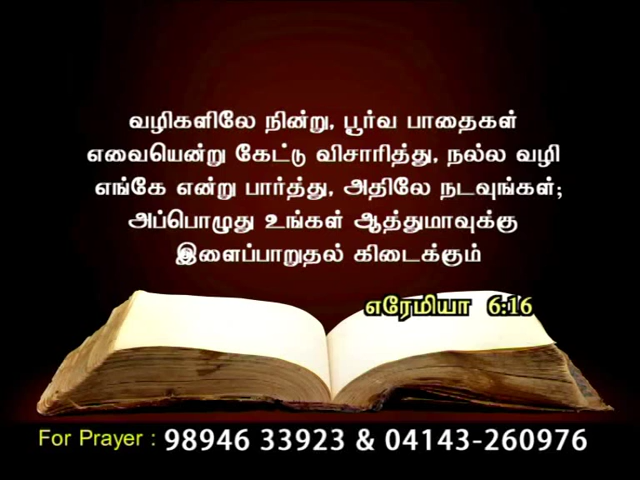 வழிகளிலே நின்று, பூர்வ பாதைகள்
எவையென்று கேட்டு விசாரித்து, நல்ல வழி
எங்கே என்று பார்த்து, அதிலே நடவுங்கள்;
அப்பொழுது உங்கள் ஆத்துமாவுக்கு
இளைப்பாறுதல் கிடைக்கும்
எரேமியா 6:16
For Prayer : 98946 33923 & 04143-260976